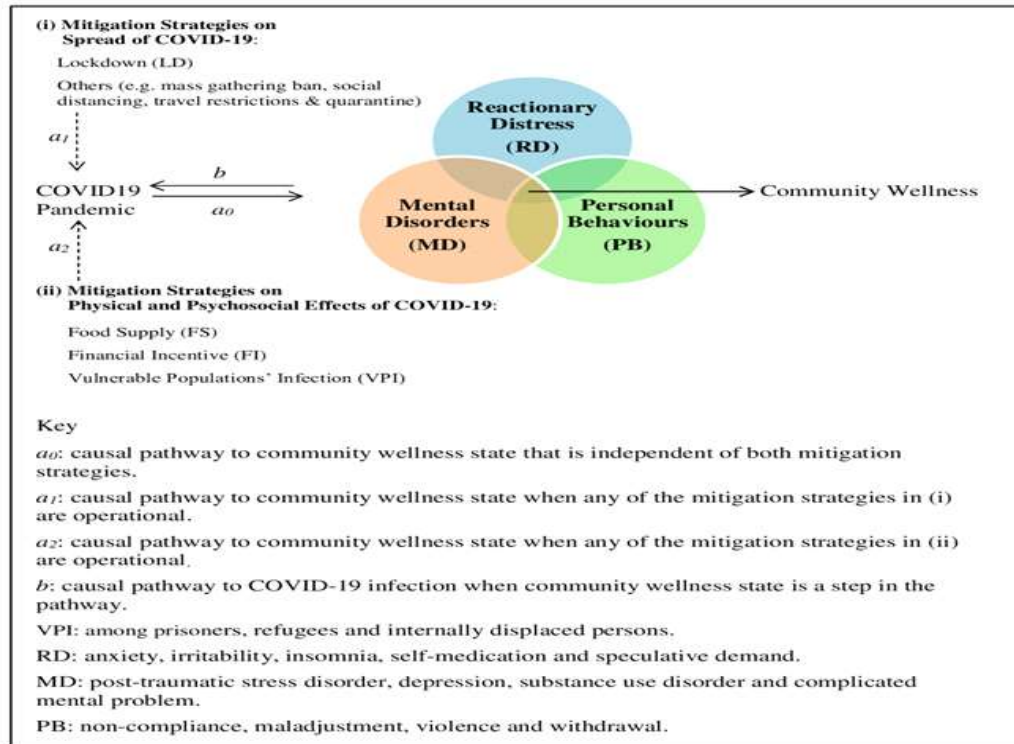 (i) Mitigation Strategies on
Spread of COVID-19:
Lockdown (LD)
Others (e.g. mass gathering ban, social
distancing, travel restrictions & quarantine)
a1
COVID19
Pandemic
b
a0
a2
Reactionary
Distress
(RD)
Mental
Disorders
(MD)
Personal
Behaviours
(PB)
Community Wellness
(ii) Mitigation Strategies on
Physical and Psychosocial Effects of COVID-19:
Food Supply (FS)
Financial Incentive (FI)
Vulnerable Populations' Infection (VPI)
Key
a0: causal pathway to community wellness state that is independent of both mitigation
strategies.
a1: causal pathway to community wellness state when any of the mitigation strategies in (i)
are operational.
a2: causal pathway to community wellness state when any of the mitigation strategies in (ii)
are operational.
b: causal pathway to COVID-19 infection when community wellness state is a step in the
pathway.
VPI: among prisoners, refugees and internally displaced persons.
RD: anxiety, irritability, insomnia, self-medication and speculative demand.
MD: post-traumatic stress disorder, depression, substance use disorder and complicated
mental problem.
PB: non-compliance, maladjustment, violence and withdrawal.